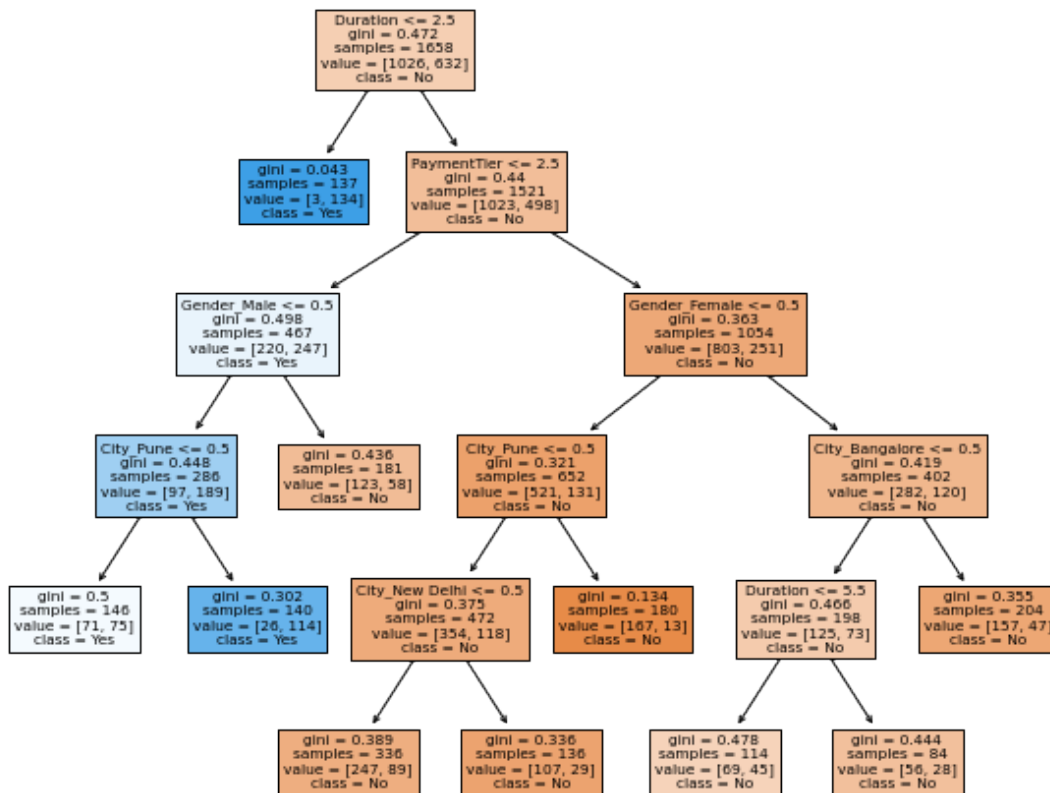 Duration <= 2.5
gini = 0.472
samples = 1658
value = [1026, 632]
class = No
gini = 0.043
samples = 137
value = [3, 134]
class = Yes
PaymentTier <= 2.5
gini = 0.44
samples = 1521
value = [1023, 498]
class = No
Gender_Male <= 0.5
gini = 0.498
samples = 467
value = [220, 247]
class = Yes
Gender_Female <= 0.5
gini = 0.363
samples = 1054
value = [803, 251]
class = No
City_Pune <= 0.5
gini = 0.448
samples = 286
value = [97, 189]
class = Yes
gini = 0.436
samples = 181
value = [123, 58]
class = No
City_Pune <= 0.5
gini = 0.321
samples = 652
value = [521, 131]
class = No
City_Bangalore <= 0.5
gini = 0.419
samples = 402
value = [282, 120]
class = No
gini = 0.5
samples = 146
value = [71, 75]
class = Yes
gini = 0.302
samples = 140
value = [26, 114]
class = Yes
City_New Delhi <= 0.5
gini = 0.375
samples = 472
value = [354, 118]
class = No
gini = 0.134
samples = 180
value = [167, 13]
class = No
Duration <= 5.5
gini = 0.466
samples = 198
value = [125, 73]
class = No
gini = 0.355
samples = 204
value = [157, 47]
class = No
gini = 0.389
samples = 336
value = [247, 89]
class = No
gini = 0.336
samples = 136
value = [107, 29]
class = No
gini = 0.478
samples = 114
value = [69, 45]
class = No
gini = 0.444
samples = 84
value = [56, 28]
class = No